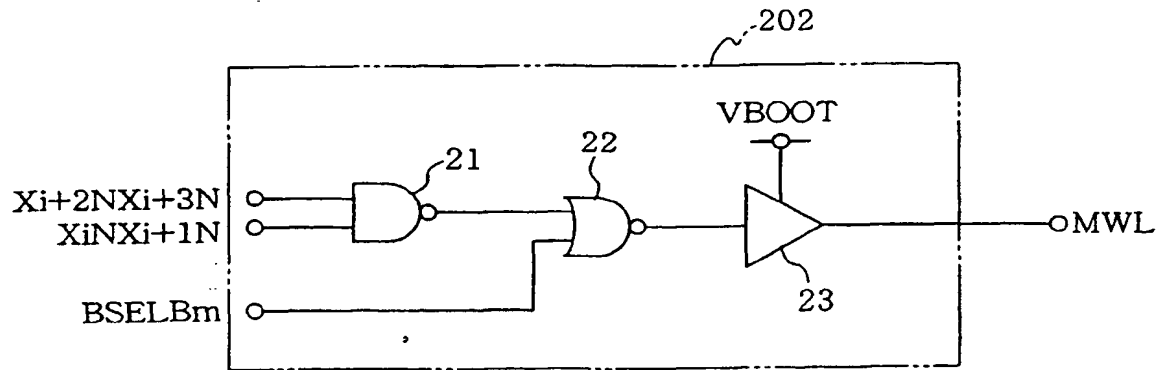 202
VBOOT
21
22
Xi+2NXi+3N
XiNXi+1N
MWL
23
BSELBm